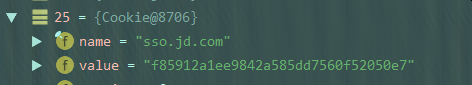 25 = {Cookie@8706}
f name = "sso.jd.com"
f value = "f85912a1ee9842a585dd7560f52050e7"